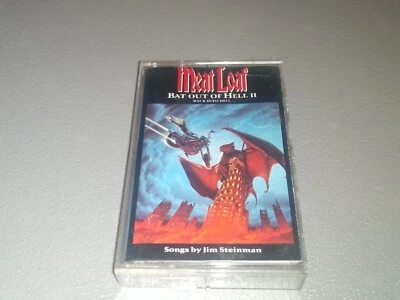 Meat Loaf
BAT OUT OF HELL II
BACK INTO HELL
Songs by Jim Steinman